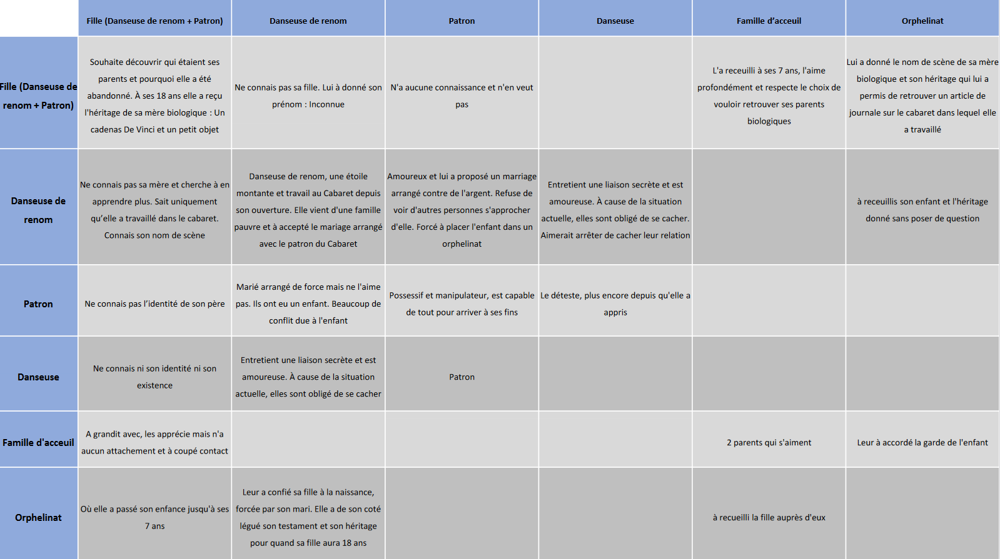 Fille (Danseuse de renom + Patron)
Danseuse de renom
Patron
Danseuse
Famille d’acceuil
Orphelinat
Fille (Danseuse de
renom + Patron)
Souhaite découvrir qui étaient ses
parents et pourquoi elle a été
abandonné. À ses 18 ans elle a reçu
l'héritage de sa mère biologique : Un
cadenas De Vinci et un petit objet
Ne connais pas sa fille. Lui à donné son
prénom : Inconnue
N'a aucune connaissance et n'en veut
pas
L'a receuilli à ses 7 ans, l'aime
profondément et respecte le choix de
vouloir retrouver ses parents
biologiques
Lui a donné le nom de scène de sa mère
biologique et son héritage qui lui a
permis de retrouver un article de
journale sur le cabaret dans lequel elle
a travaillé
Danseuse de
renom
Ne connais pas sa mère et cherche à en
apprendre plus. Sait uniquement
qu’elle a travaillé dans le cabaret.
Connais son nom de scène
Danseuse de renom, une étoile
montante et travail au Cabaret depuis
son ouverture. Elle vient d'une famille
pauvre et à accepté le mariage arrangé
avec le patron du Cabaret
Amoureux et lui a proposé un marriage
arrangé contre de l'argent. Refuse de
voir d'autres personnes s'approcher
d'elle. Forcé à placer l'enfant dans un
orphelinat
Entretient une liaison secrète et est
amoureuse. À cause de la situation
actuelle, elles sont obligé de se cacher.
Aimerait arrêter de cacher leur relation
à receuillis son enfant et l'héritage
donné sans poser de question
Patron
Ne connais pas l’identité de son père
Marié arrangé de force mais ne l'aime
pas. Ils ont eu un enfant. Beaucoup de
conflit due à l'enfant
Possessif et manipulateur, est capable
de tout pour arriver à ses fins
Le déteste, plus encore depuis qu'elle a
appris
Danseuse
Ne connais ni son identité ni son
existence
Entretient une liaison secrète et est
amoureuse. À cause de la situation
actuelle, elles sont obligé de se cacher
Patron
Famille d'acceuil
A grandit avec, les apprécie mais n'a
aucun attachement et à coupé contact
2 parents qui s'aiment
Leur à accordé la garde de l'enfant
Orphelinat
Où elle a passé son enfance jusqu'à ses
7 ans
Leur a confié sa fille à la naissance,
forcée par son mari. Elle a de son coté
légué son testament et son héritage
pour quand sa fille aura 18 ans
à recueilli la fille auprès d'eux